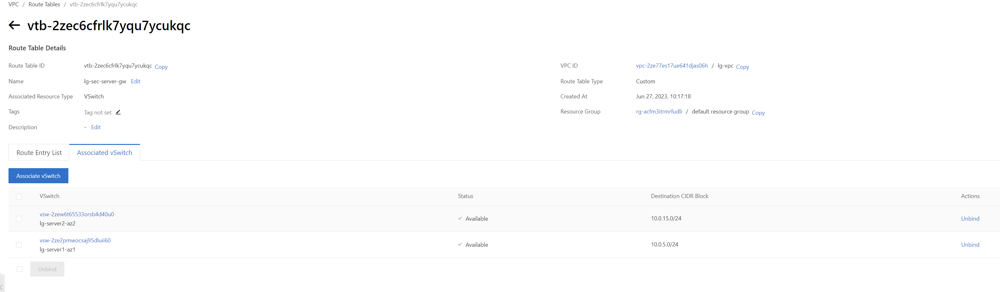 VPC / Route Tables / vtb-2zec6cfrlk7yqu7ycukqc
vtb-2zec6cfrlk7yqu7ycukqc
Route Table Details
Route Table ID vtb-2zec6cfrlk7yqu7ycukqc Copy VPC ID vpc-2ze77es17ue641djas06h / lg-vpc Copy
Name lg-sec-server-gw Edit Route Table Type Custom
Associated Resource Type VSwitch Created At Jun 27, 2023, 10:17:18
Tags Tag not set Resource Group rg-acfm3itrmrfudli / default resource group Copy
Description - Edit
Route Entry List Associated vSwitch
Associate vSwitch
VSwitch Status Destination CIDR Block Actions
vsw-2zew6t65533orsb4d40u0
lg-server2-az2 Available 10.0.15.0/24 Unbind
vsw-2ze2pmwocsaj95dluii60
lg-server1-az1 Available 10.0.5.0/24 Unbind
Unbind